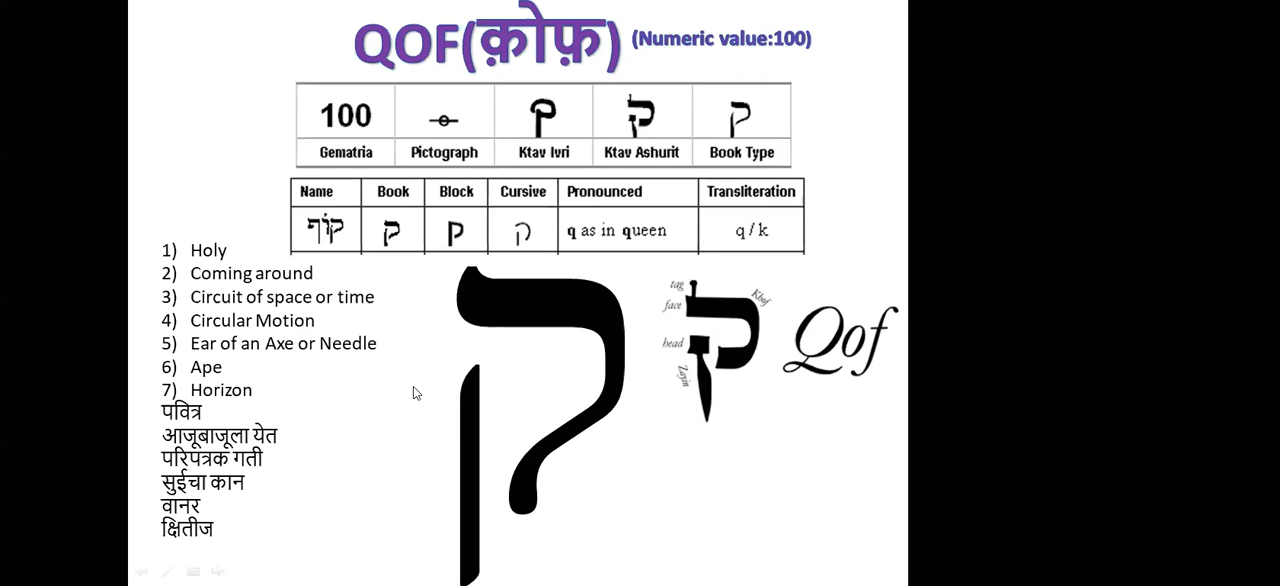 QOF(क़ोफ़) (Numeric value:100)
100 ק ק ק
Gematria Pictograph Ktav Ivri Ktav Ashurit Book Type
Name Book Block Cursive Pronounced Transliteration
קוֹף ק ק ק q as in queen q / k
1) Holy
2) Coming around
3) Circuit of space or time
4) Circular Motion
5) Ear of an Axe or Needle
6) Ape
7) Horizon
पवित्र
आजूबाजूला येत
परिपत्रक गती
सुईचा कान
वानर
क्षितीज
ק
tag
face
head
Zayin
Khof
ק
Qof